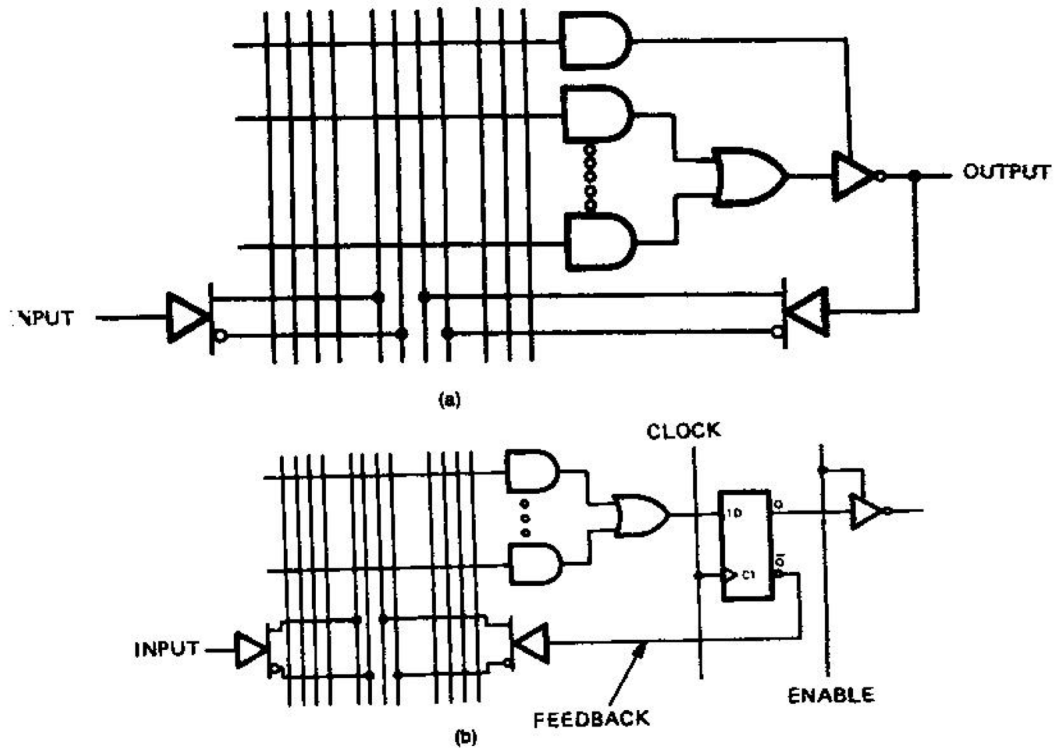 OUTPUT
INPUT
(a)
CLOCK
1D
Q
C1
Q̅
INPUT
ENABLE
FEEDBACK
(b)